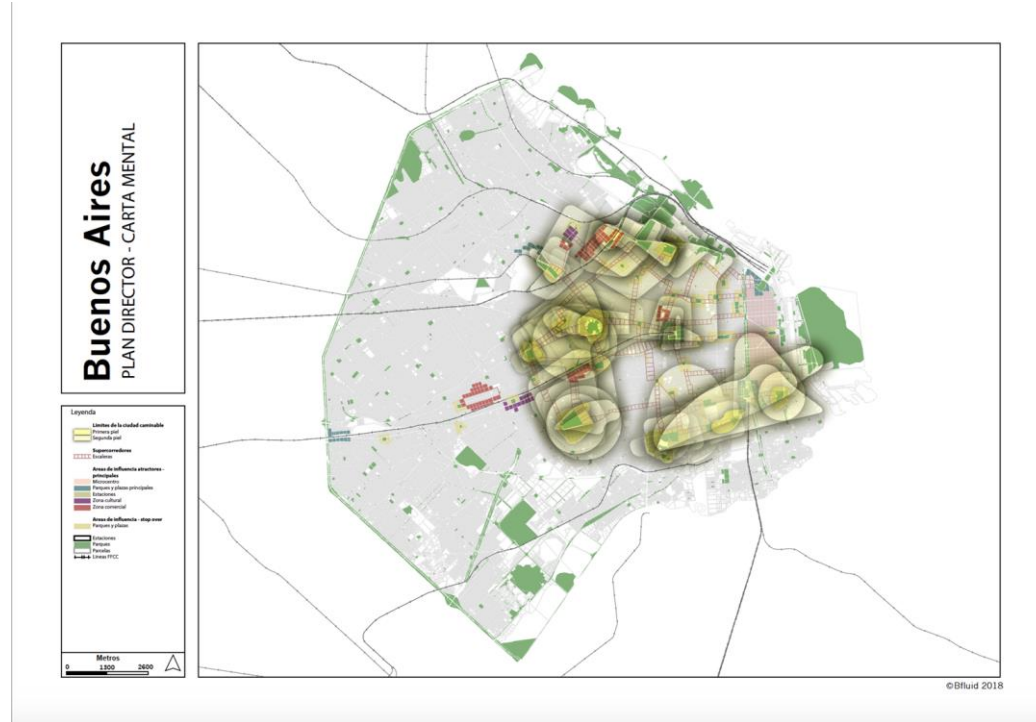 Buenos Aires
PLAN DIRECTOR - CARTA MENTAL
Leyenda
Límites de la ciudad caminable
Primera piel
Segunda piel
Supercorredores
Escaleras
Areas de influencia atractores -
principales
Microcentro
Parques y plazas principales
Estaciones
Zona cultural
Zona comercial
Areas de influencia - stop over
Parques y plazas
Estaciones
Parques
Parcelas
Líneas FFCC
Metros
0 1300 2600
©Bfluid 2018